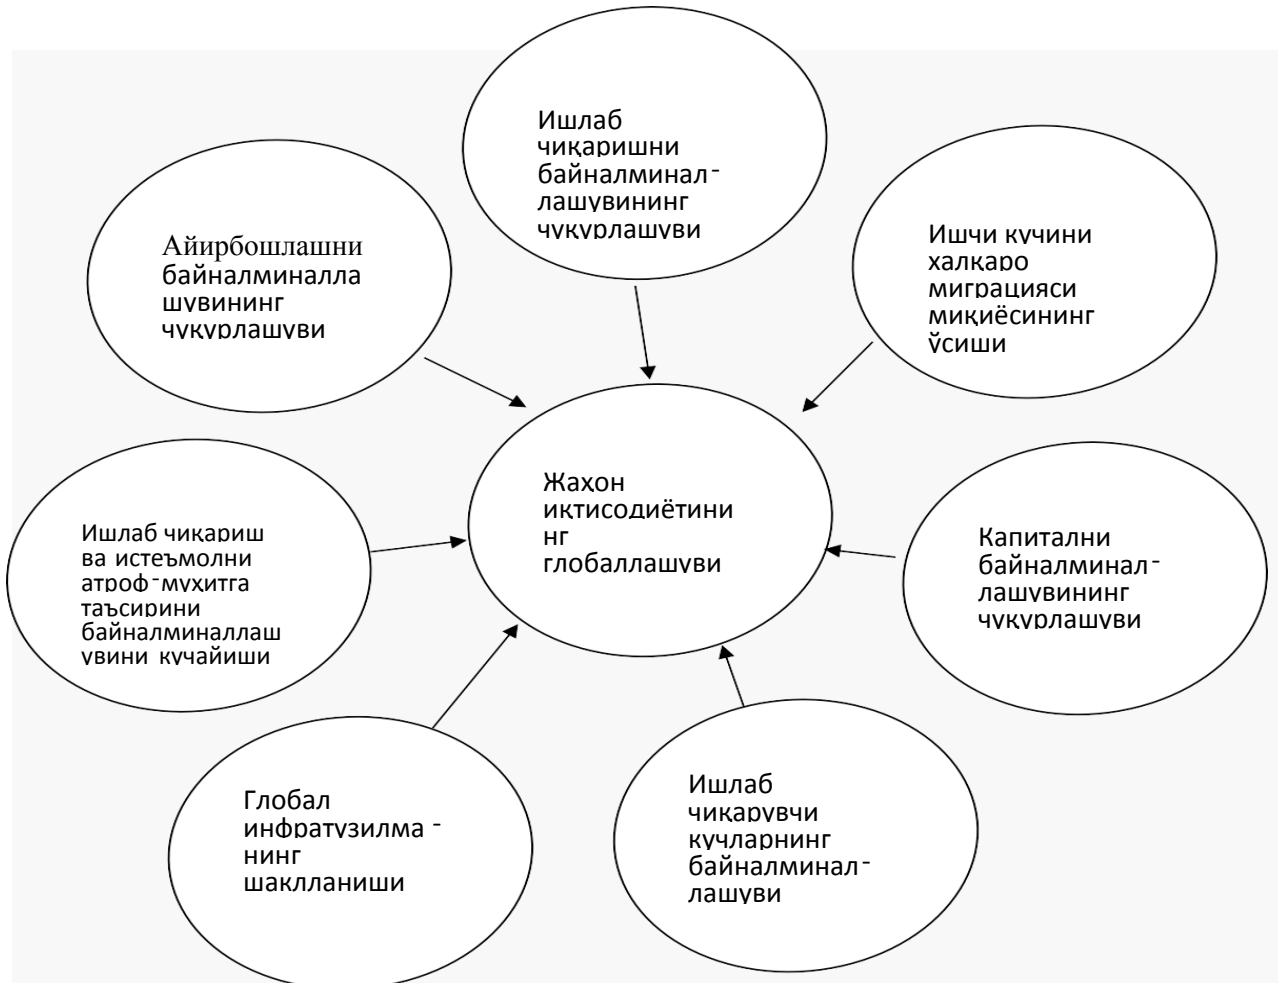 Ишлаб
чиқаришни
байналминал-
лашувининг
чуқурлашуви
Айирбошлашни
байналминалла
шувининг
чуқурлашуви
Ишчи кучини
халқаро
миграцияси
миқиёсининг
ўсиши
Жаҳон
иқтисодиётини
нг
глобаллашуви
Ишлаб чиқариш
ва истеъмолни
атроф-муҳитга
таъсирини
байналминаллаш
увини кучайиши
Капитални
байналминал-
лашувининг
чуқурлашуви
Глобал
инфратузилма -
нинг
шаклланиши
Ишлаб
чиқарувчи
кучларнинг
байналминал-
лашуви